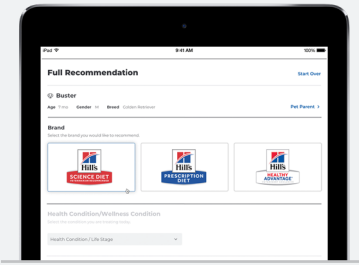 iPad 9:41 AM 100%
Full Recommendation
Start Over
Buster
Age 7 mo Gender M Breed Golden Retriever
Pet Parent >
Brand
Select the brand you would like to recommend.
Hill's
SCIENCE DIET
Hill's
PRESCRIPTION
DIET
Hill's
HEALTHY
ADVANTAGE
Health Condition/Wellness Condition
Health Condition / Life Stage